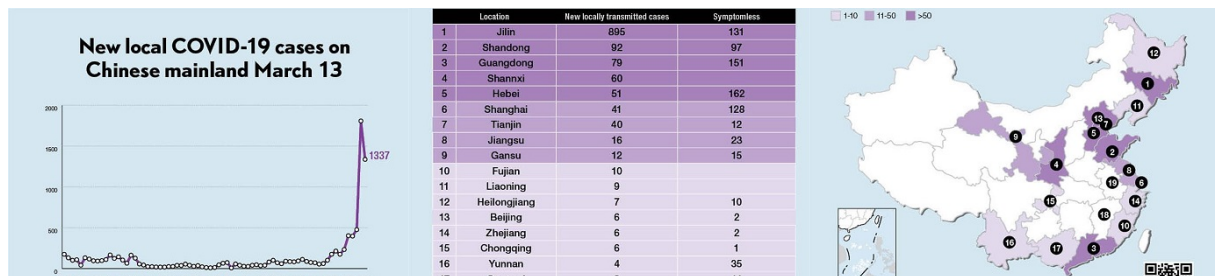 New local COVID-19 cases on
Chinese mainland March 13
2000
1500
1000
500
0
1337
Location New locally transmitted cases Symptomless
1 Jilin 895 131
2 Shandong 92 97
3 Guangdong 79 151
4 Shannxi 60
5 Hebei 51 162
6 Shanghai 41 128
7 Tianjin 40 12
8 Jiangsu 16 23
9 Gansu 12 15
10 Fujian 10
11 Liaoning 9
12 Heilongjiang 7 10
13 Beijing 6 2
14 Zhejiang 6 2
15 Chongqing 6 1
16 Yunnan 4 35
1-10 11-50 >50
12
1
11
13
7
9
5
2
4
8
19
6
15
14
18
10
16
17
3